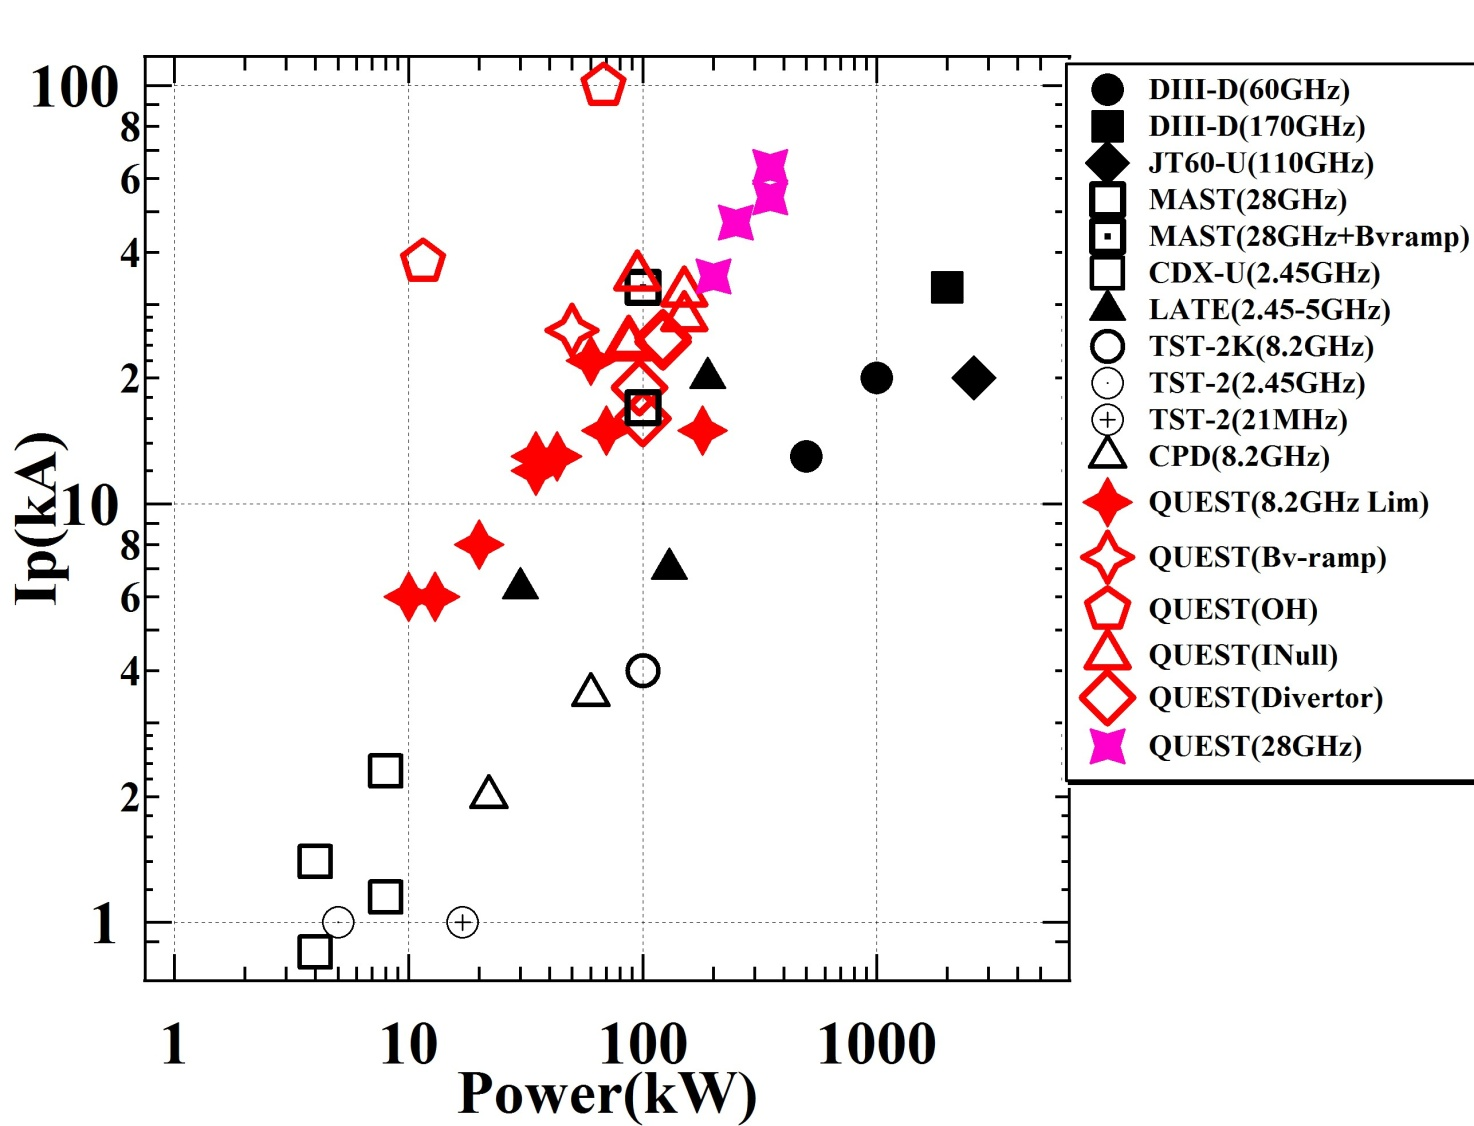 100
8
6
4
2
10
8
6
4
2
1
Ip(kA)
1 10 100 1000
Power(kW)
DIII-D(60GHz)
DIII-D(170GHz)
JT60-U(110GHz)
MAST(28GHz)
MAST(28GHz+Bvramp)
CDX-U(2.45GHz)
LATE(2.45-5GHz)
TST-2K(8.2GHz)
TST-2(2.45GHz)
TST-2(21MHz)
CPD(8.2GHz)
QUEST(8.2GHz Lim)
QUEST(Bv-ramp)
QUEST(OH)
QUEST(INull)
QUEST(Divertor)
QUEST(28GHz)